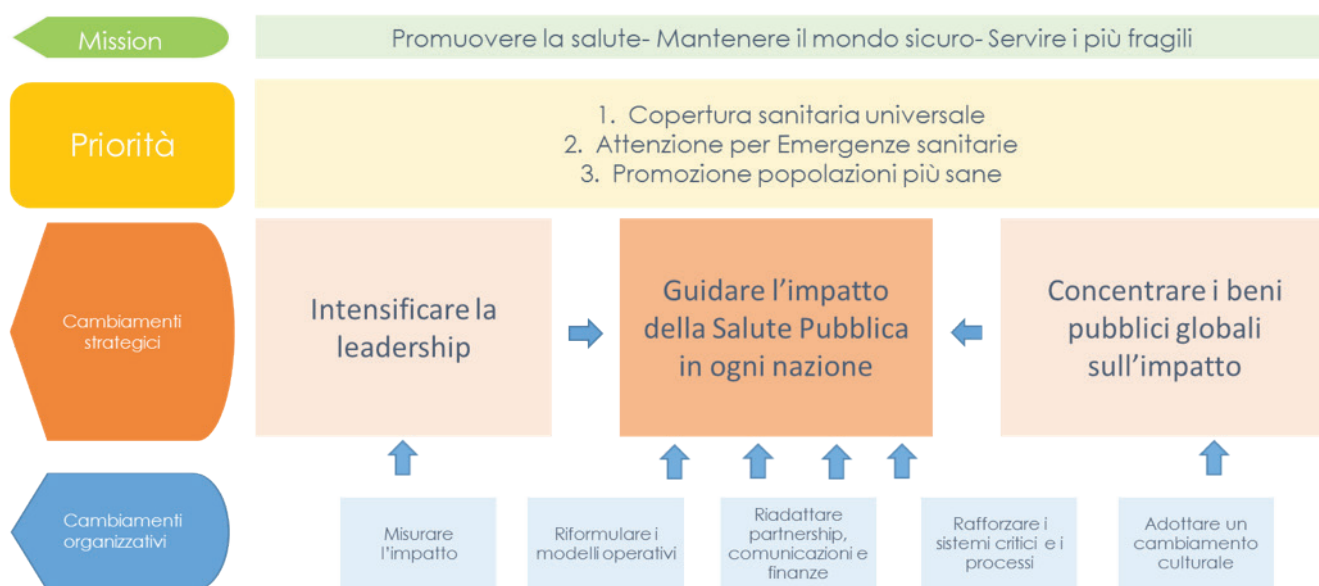 Mission
Promuovere la salute- Mantenere il mondo sicuro- Servire i più fragili
Priorità
1. Copertura sanitaria universale
2. Attenzione per Emergenze sanitarie
3. Promozione popolazioni più sane
Cambiamenti
strategici
Intensificare la
leadership
Guidare l'impatto
della Salute Pubblica
in ogni nazione
Concentrare i beni
pubblici globali
sull'impatto
Cambiamenti
organizzativi
Misurare
l'impatto
Riformulare i
modelli operativi
Riadattare
partnership,
comunicazioni e
finanze
Rafforzare i
sistemi critici e i
processi
Adottare un
cambiamento
culturale